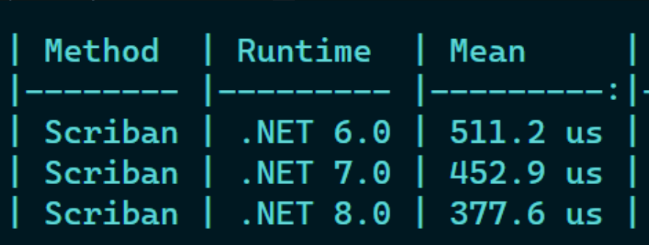 | Method  | Runtime  | Mean      |
|-------- |--------- |---------:|-
| Scriban | .NET 6.0 | 511.2 us |
| Scriban | .NET 7.0 | 452.9 us |
| Scriban | .NET 8.0 | 377.6 us |